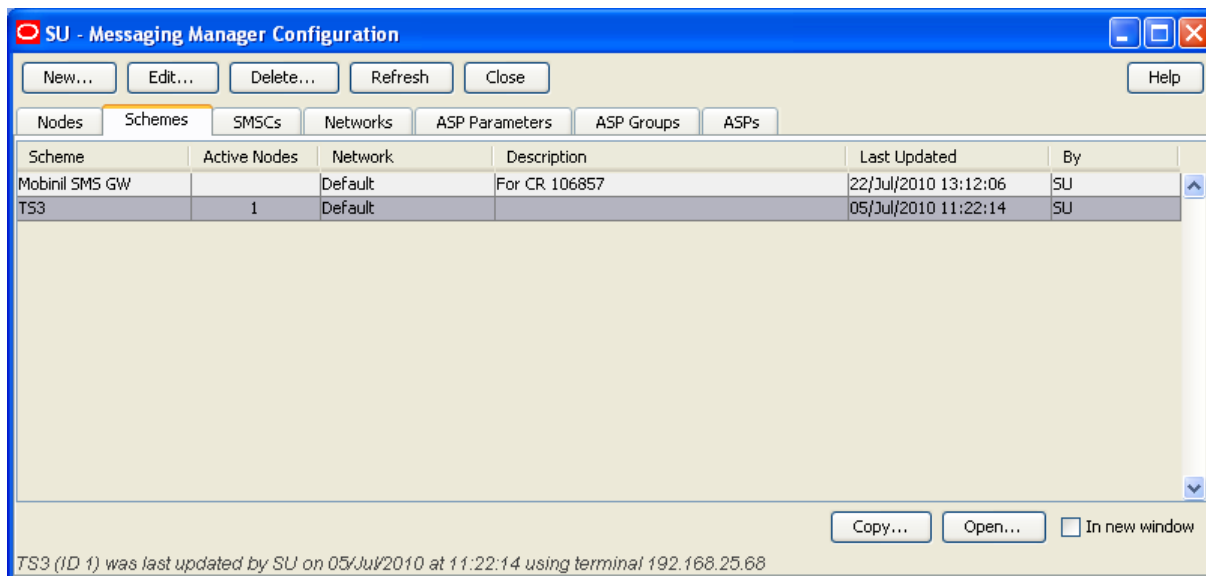 SU - Messaging Manager Configuration
New... Edit... Delete... Refresh Close Help
Nodes Schemes SMSCs Networks ASP Parameters ASP Groups ASPs
Scheme Active Nodes Network Description Last Updated By
Mobinil SMS GW Default For CR 106857 22/Jul/2010 13:12:06 SU
TS3 1 Default 05/Jul/2010 11:22:14 SU
Copy... Open... In new window
TS3 (ID 1) was last updated by SU on 05/Jul/2010 at 11:22:14 using terminal 192.168.25.68